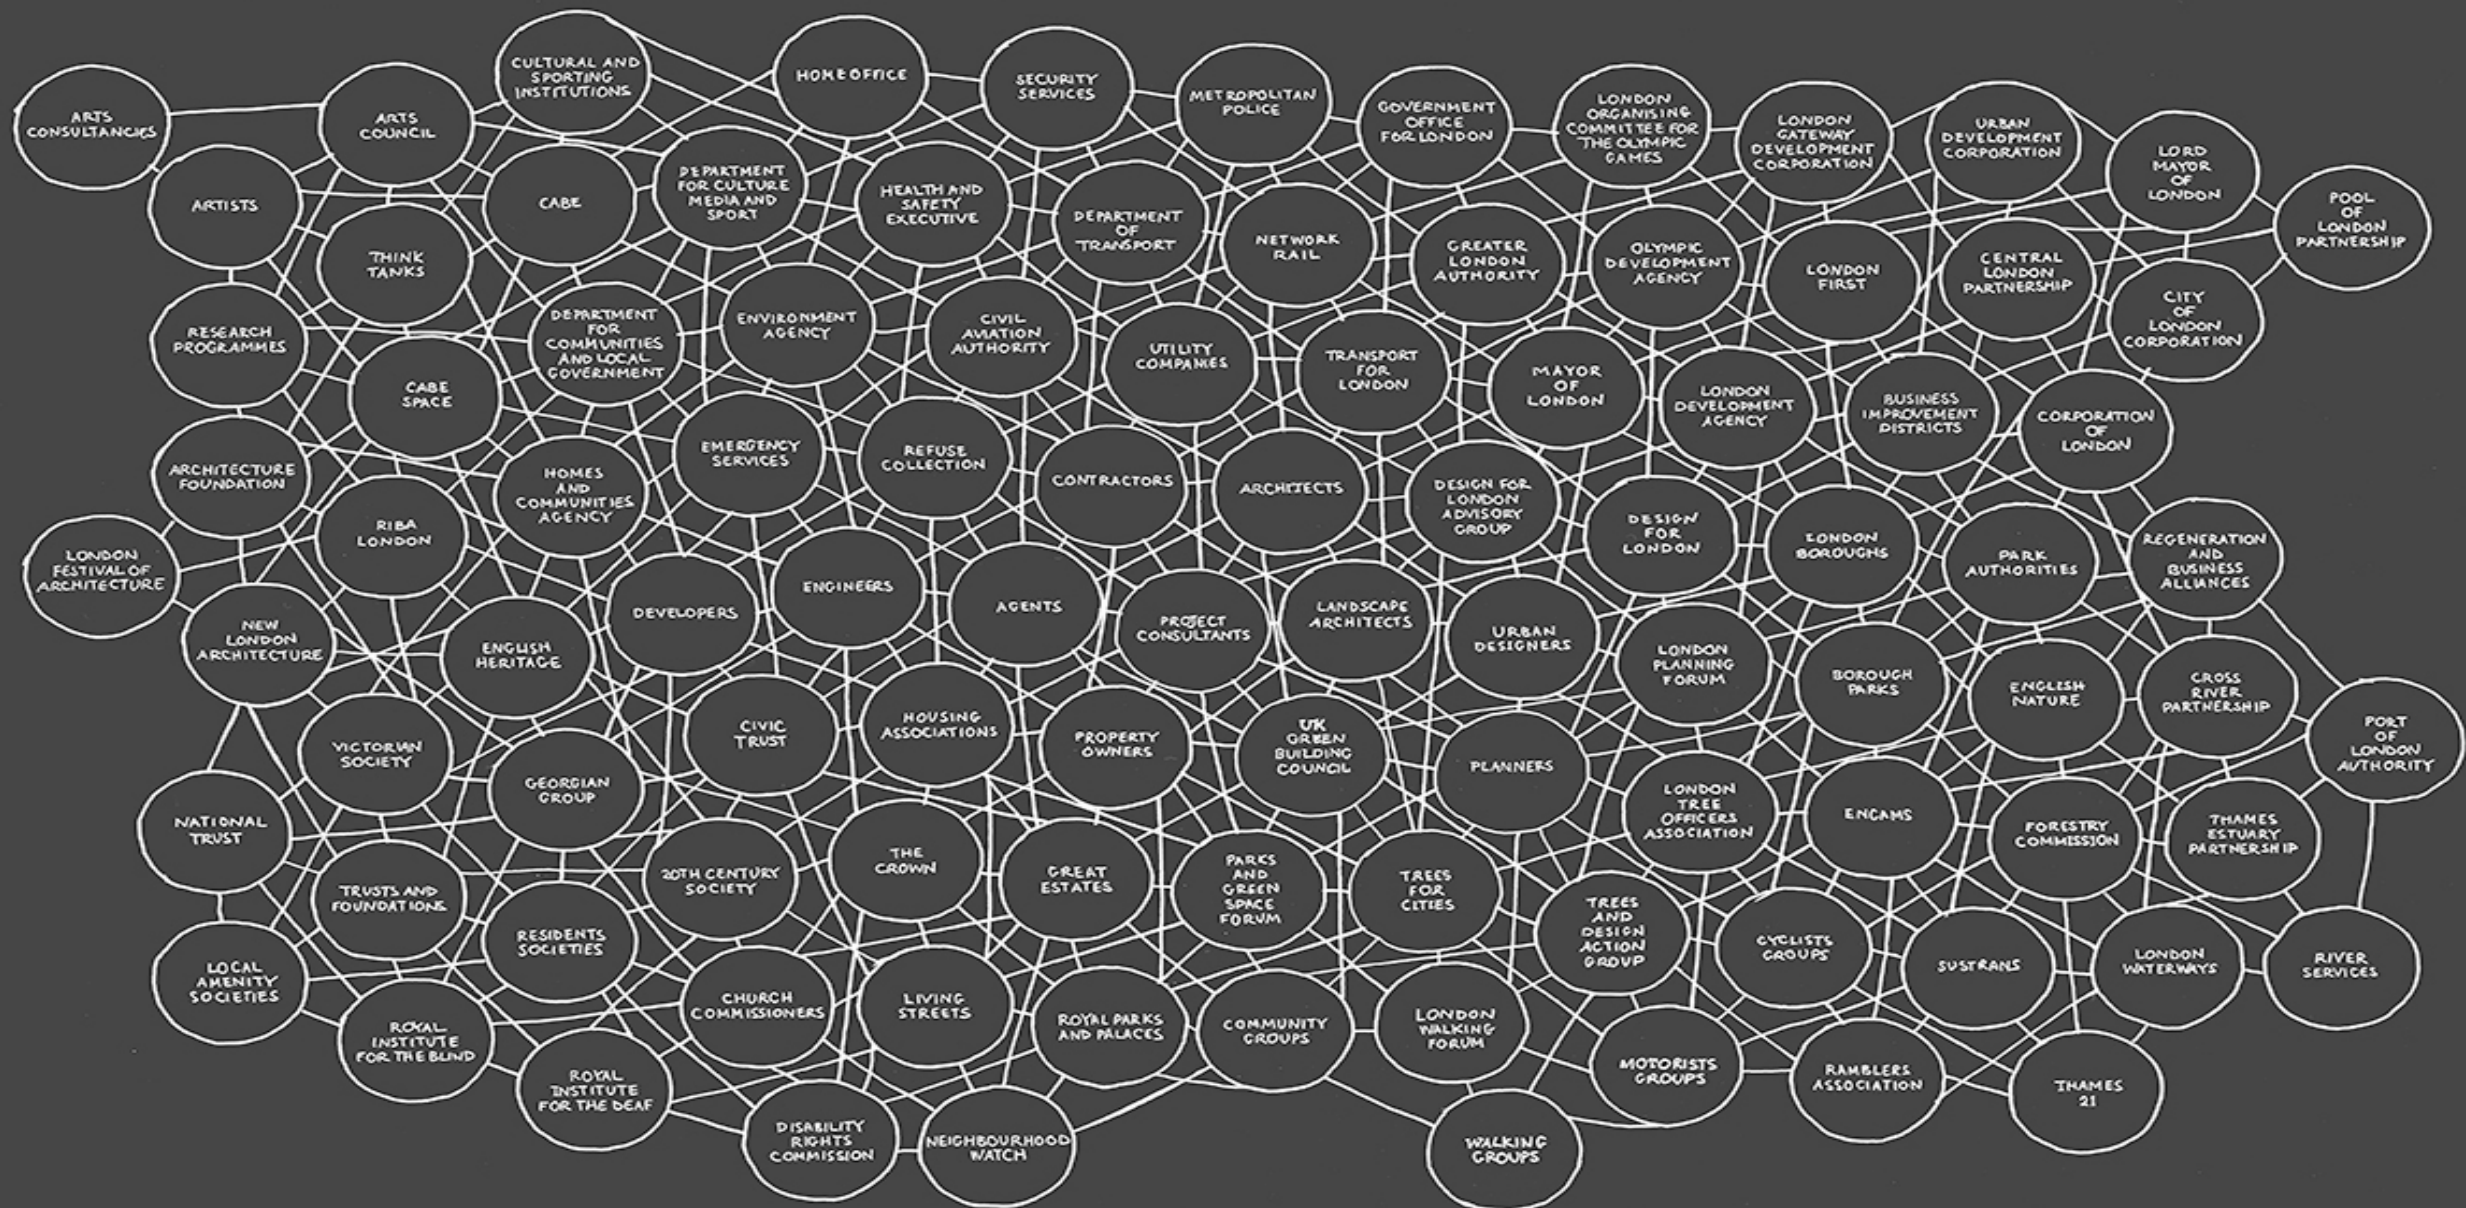 ARTS
CONSULTANCIES
ARTS
COUNCIL
CULTURAL AND
SPORTING
INSTITUTIONS
HOME OFFICE
SECURITY
SERVICES
METROPOLITAN
POLICE
GOVERNMENT
OFFICE
FOR LONDON
LONDON
ORGANISING
COMMITTEE FOR
THE OLYMPIC
GAMES
LONDON
GATEWAY
DEVELOPMENT
CORPORATION
URBAN
DEVELOPMENT
CORPORATION
LORD
MAYOR
OF
LONDON
POOL
OF
LONDON
PARTNERSHIP
ARTISTS
THINK
TANKS
CABE
DEPARTMENT
FOR CULTURE
MEDIA AND
SPORT
HEALTH AND
SAFETY
EXECUTIVE
DEPARTMENT
OF
TRANSPORT
NETWORK
RAIL
GREATER
LONDON
AUTHORITY
OLYMPIC
DEVELOPMENT
AGENCY
LONDON
FIRST
CENTRAL
LONDON
PARTNERSHIP
CITY
OF
LONDON
CORPORATION
RESEARCH
PROGRAMMES
CABE
SPACE
DEPARTMENT
FOR
COMMUNITIES
AND LOCAL
GOVERNMENT
ENVIRONMENT
AGENCY
CIVIL
AVIATION
AUTHORITY
UTILITY
COMPANIES
TRANSPORT
FOR
LONDON
MAYOR
OF
LONDON
LONDON
DEVELOPMENT
AGENCY
BUSINESS
IMPROVEMENT
DISTRICTS
CORPORATION
OF
LONDON
ARCHITECTURE
FOUNDATION
RIBA
LONDON
HOMES
AND
COMMUNITIES
AGENCY
EMERGENCY
SERVICES
REFUSE
COLLECTION
CONTRACTORS
ARCHITECTS
DESIGN FOR
LONDON
ADVISORY
GROUP
DESIGN
FOR
LONDON
LONDON
BOROUGHS
PARK
AUTHORITIES
REGENERATION
AND
BUSINESS
ALLIANCES
LONDON
FESTIVAL OF
ARCHITECTURE
NEW
LONDON
ARCHITECTURE
ENGLISH
HERITAGE
DEVELOPERS
ENGINEERS
AGENTS
PROJECT
CONSULTANTS
LANDSCAPE
ARCHITECTS
URBAN
DESIGNERS
LONDON
PLANNING
FORUM
BOROUGH
PARKS
ENGLISH
NATURE
CROSS
RIVER
PARTNERSHIP
PORT
OF
LONDON
AUTHORITY
VICTORIAN
SOCIETY
GEORGIAN
GROUP
CIVIC
TRUST
HOUSING
ASSOCIATIONS
PROPERTY
OWNERS
UK
GREEN
BUILDING
COUNCIL
PLANNERS
LONDON
TREE
OFFICERS
ASSOCIATION
ENCAMS
FORESTRY
COMMISSION
THAMES
ESTUARY
PARTNERSHIP
NATIONAL
TRUST
TRUSTS AND
FOUNDATIONS
RESIDENTS
SOCIETIES
20TH CENTURY
SOCIETY
THE
CROWN
GREAT
ESTATES
PARKS
AND
GREEN
SPACE
FORUM
TREES
FOR
CITIES
TREES
AND
DESIGN
ACTION
GROUP
CYCLISTS
GROUPS
SUSTRANS
LONDON
WATERWAYS
RIVER
SERVICES
LOCAL
AMENITY
SOCIETIES
ROYAL
INSTITUTE
FOR THE BLIND
ROYAL
INSTITUTE
FOR THE DEAF
CHURCH
COMMISSIONERS
LIVING
STREETS
ROYAL PARKS
AND PALACES
COMMUNITY
GROUPS
LONDON
WALKING
FORUM
MOTORISTS
GROUPS
RAMBLERS
ASSOCIATION
THAMES
21
DISABILITY
RIGHTS
COMMISSION
NEIGHBOURHOOD
WATCH
WALKING
GROUPS